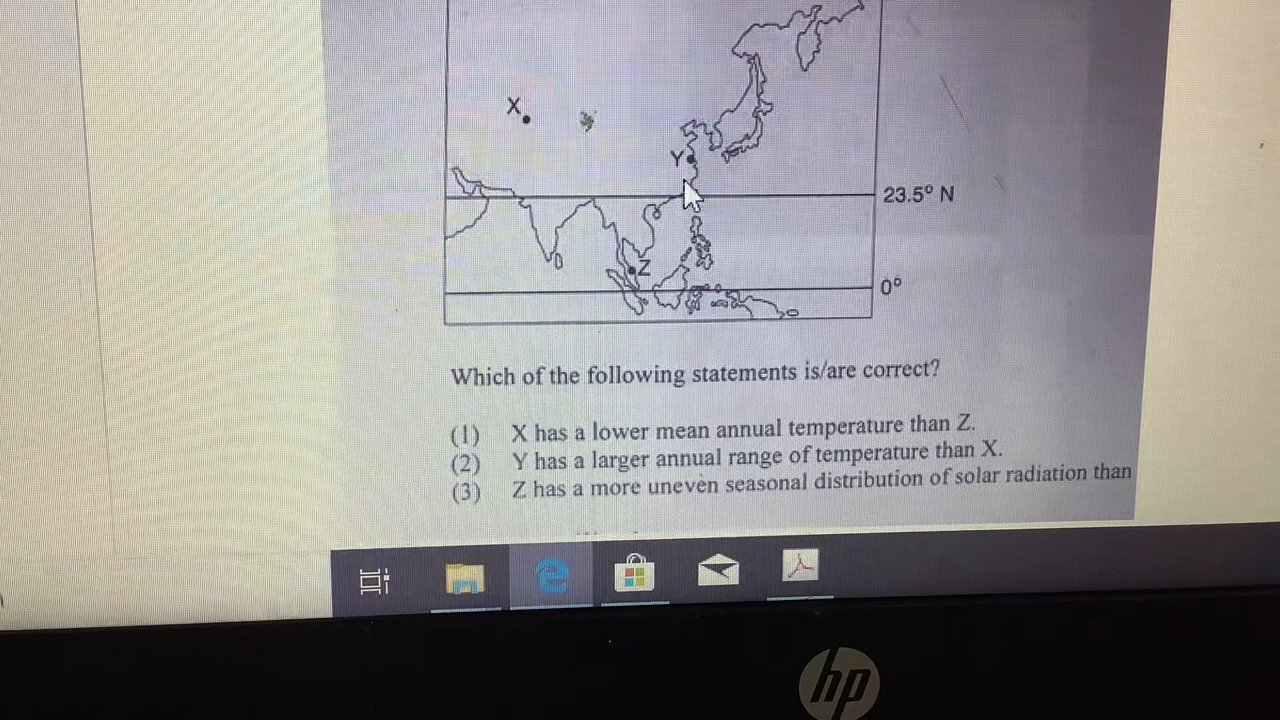 X
Y
23.5° N
Z
0°
Which of the following statements is/are correct?
(1) X has a lower mean annual temperature than Z.
(2) Y has a larger annual range of temperature than X.
(3) Z has a more uneven seasonal distribution of solar radiation than
hp